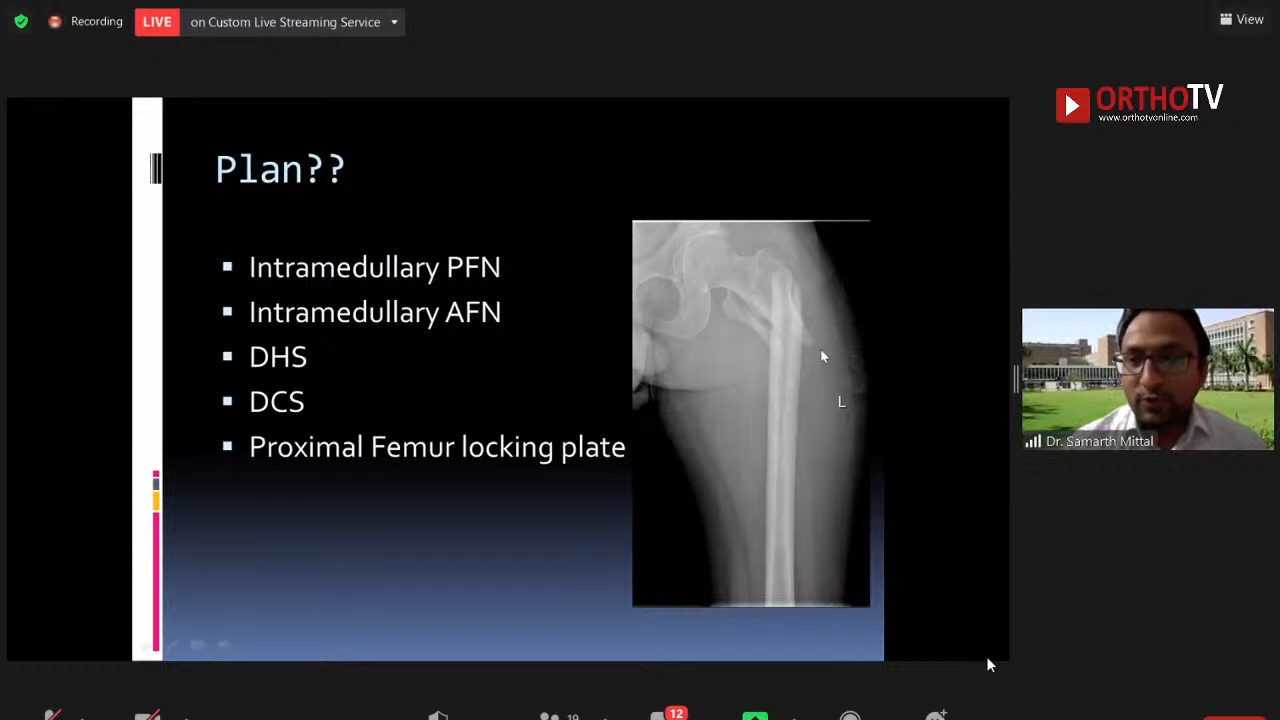 Recording
LIVE
on Custom Live Streaming Service
View
ORTHOTV
www.orthotvonline.com
Plan??
Intramedullary PFN
Intramedullary AFN
DHS
DCS
Proximal Femur locking plate
L
Dr. Samarth Mittal
19
12